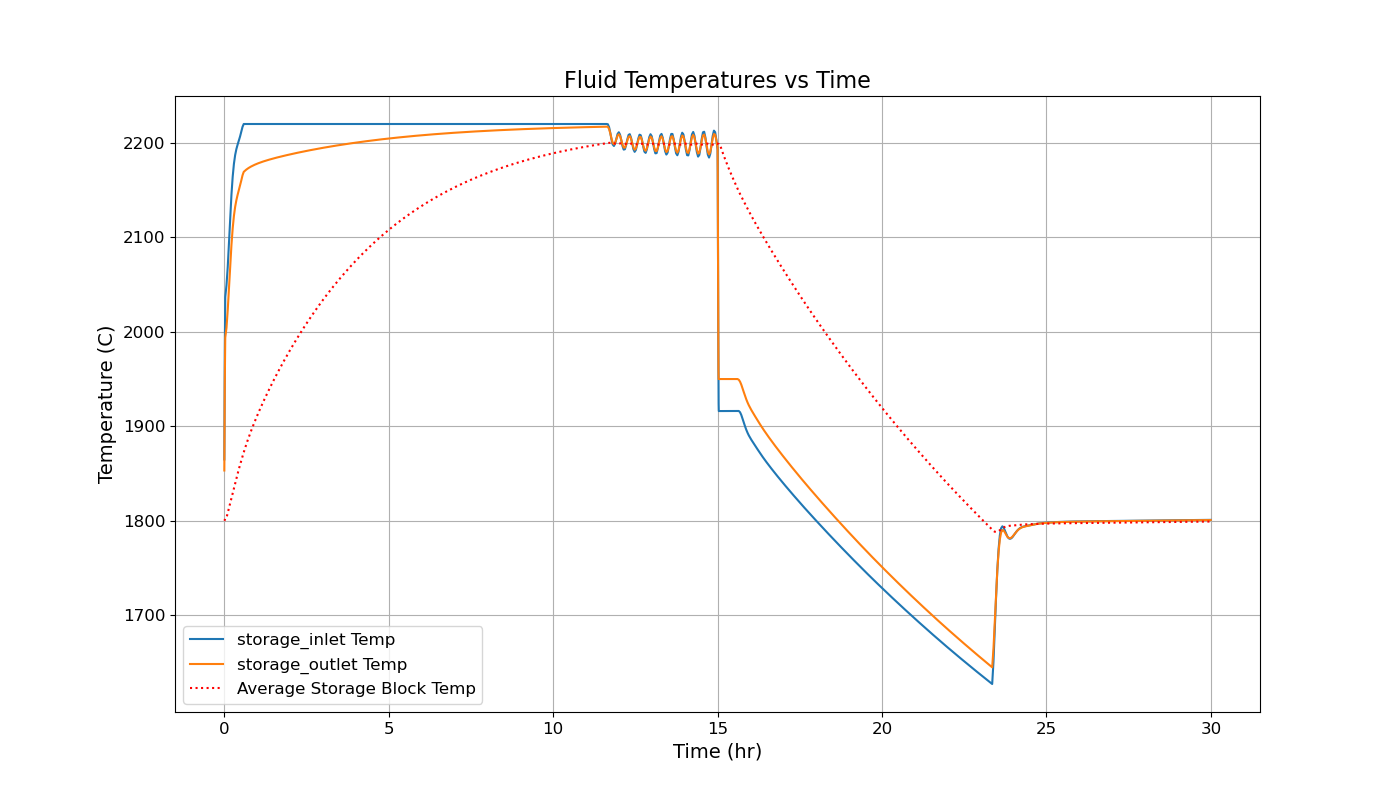 Fluid Temperatures vs Time
Temperature (C)
2200
2100
2000
1900
1800
1700
storage_inlet Temp
storage_outlet Temp
Average Storage Block Temp
0 5 10 15 20 25 30
Time (hr)